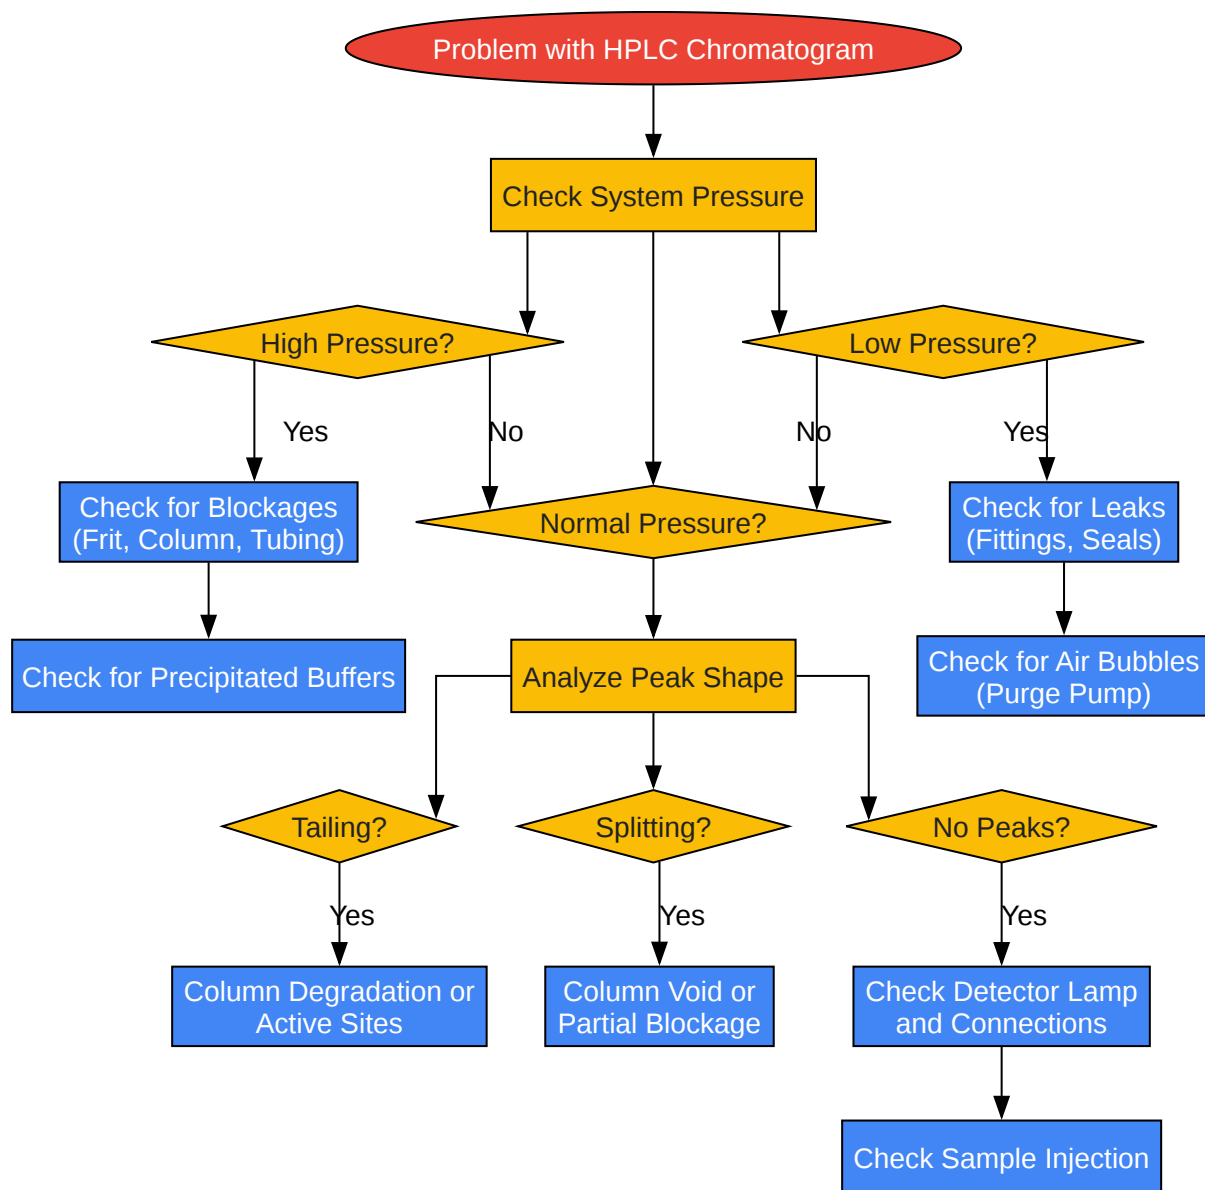 Problem with HPLC Chromatogram
Check System Pressure
High Pressure?
Low Pressure?
Yes
No
No
Yes
Check for Blockages
(Frit, Column, Tubing)
Normal Pressure?
Check for Leaks
(Fittings, Seals)
Check for Precipitated Buffers
Analyze Peak Shape
Check for Air Bubbles
(Purge Pump)
Tailing?
Splitting?
No Peaks?
Yes
Yes
Yes
Column Degradation or
Active Sites
Column Void or
Partial Blockage
Check Detector Lamp
and Connections
Check Sample Injection